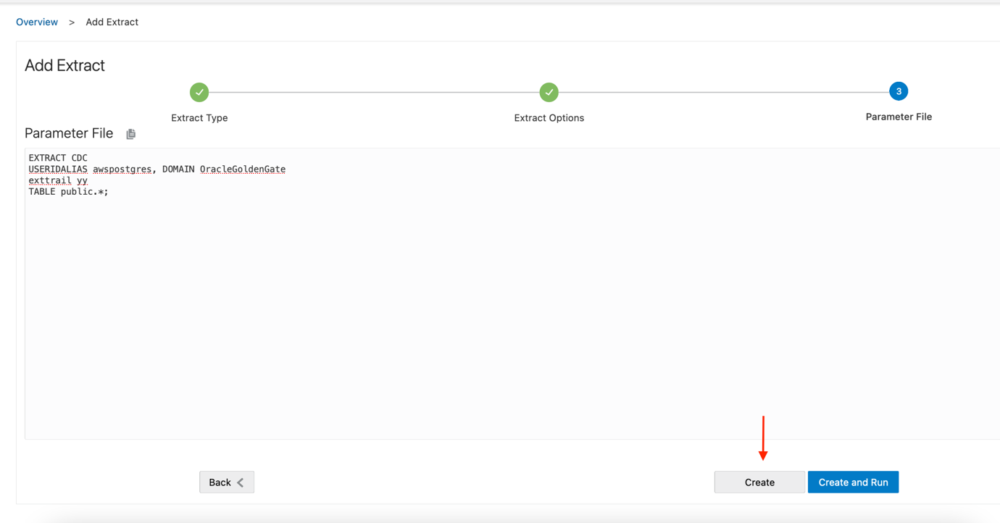 Overview > Add Extract
Add Extract
3
Extract Type
Extract Options
Parameter File
Parameter File
EXTRACT CDC
USERIDALIAS awspostgres, DOMAIN OracleGoldenGate
exttrail yy
TABLE public.*;
Back
Create
Create and Run